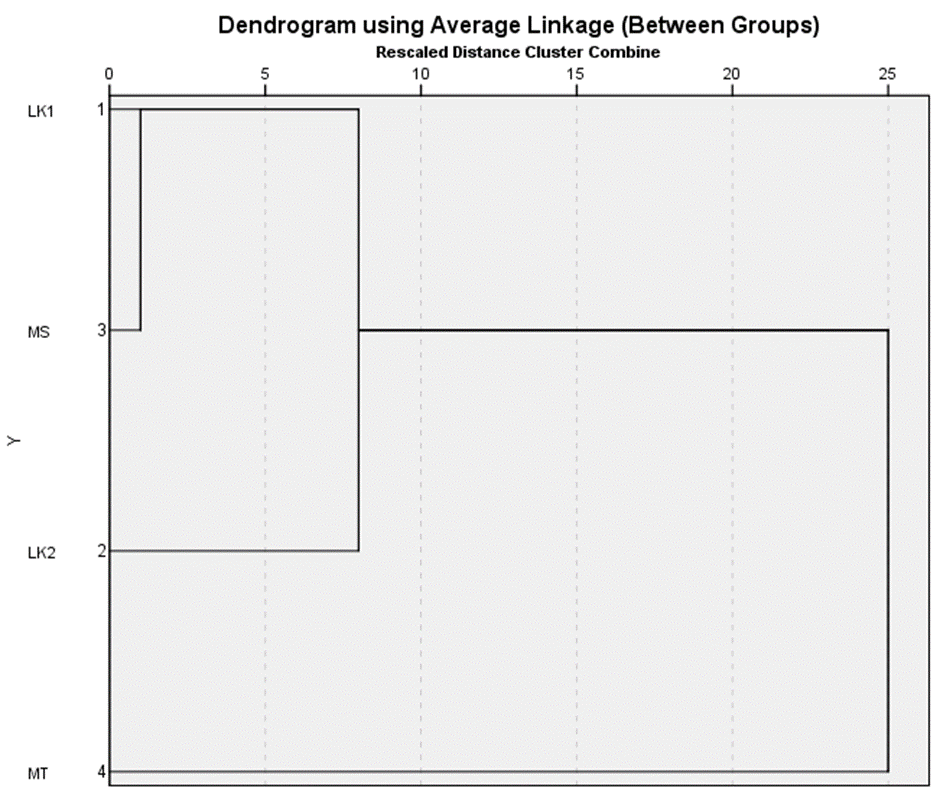 Dendrogram using Average Linkage (Between Groups)
Rescaled Distance Cluster Combine
0 5 10 15 20 25
LK1 1
MS 3
Y
LK2 2
MT 4